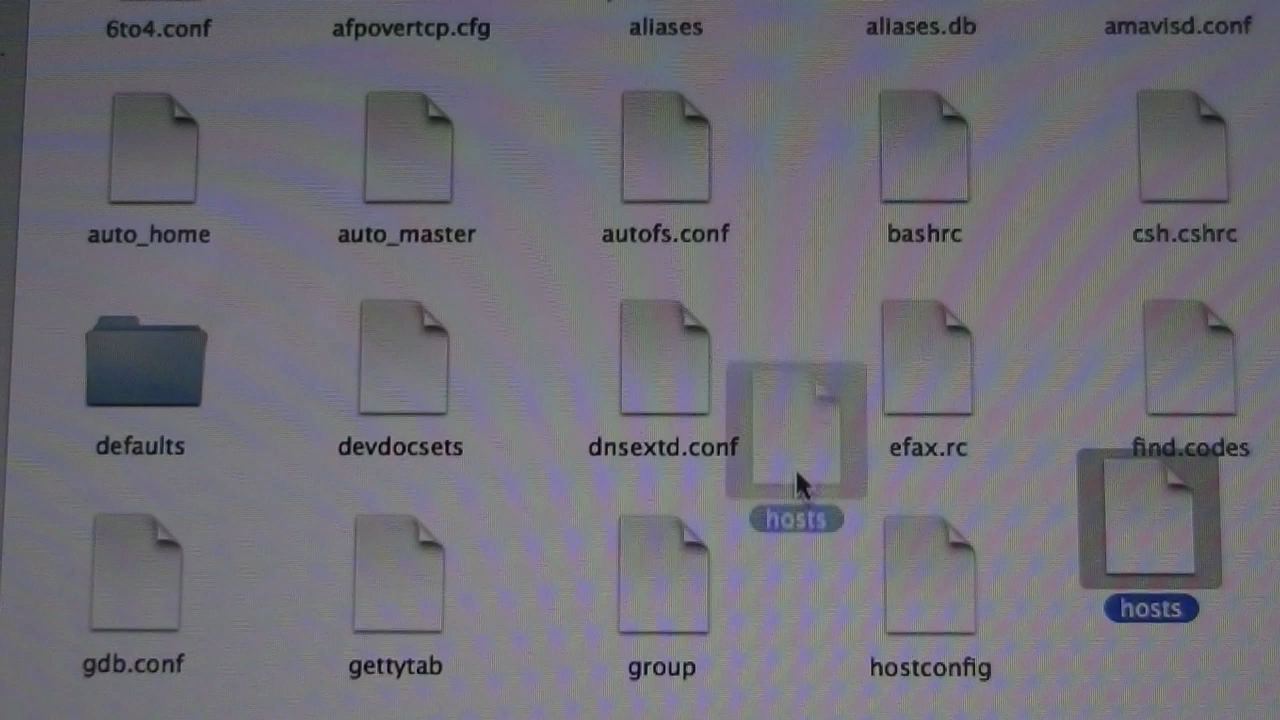 6to4.conf afpovertcp.cfg aliases aliases.db amavisd.conf
auto_home auto_master autofs.conf bashrc csh.cshrc
defaults devdocsets dnsextd.conf efax.rc find.codes
hosts
hosts
gdb.conf gettytab group hostconfig